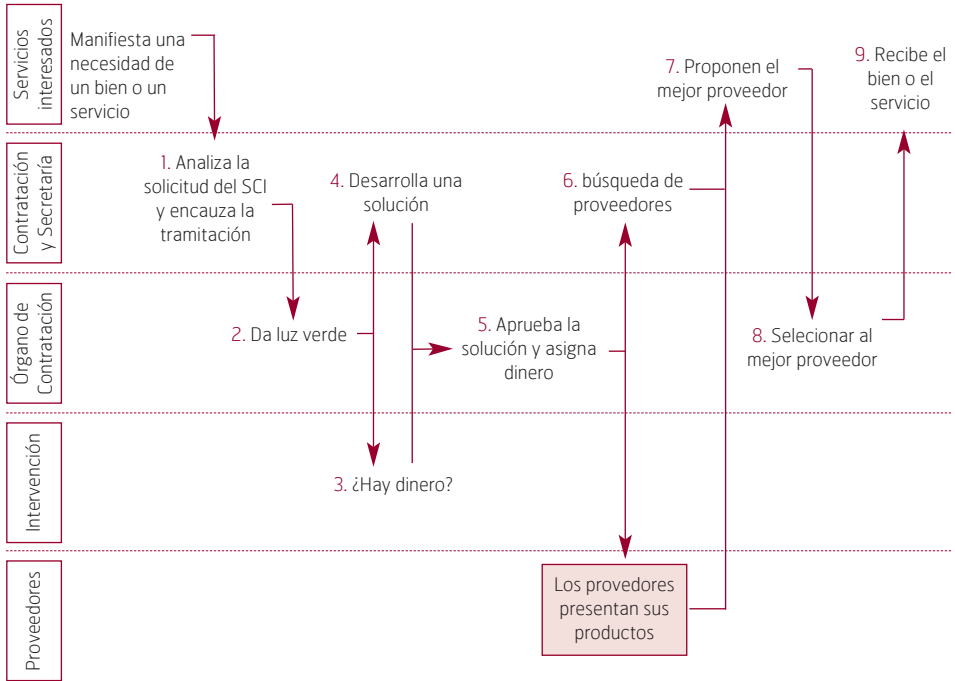 Servicios
interesados
Manifiesta una
necesidad de
un bien o un
servicio
7. Proponen el
mejor proveedor
9. Recibe el
bien o el
servicio
Contratación
y Secretaría
1. Analiza la
solicitud del SCI
y encauza la
tramitación
4. Desarrolla una
solución
6. búsqueda de
proveedores
Órgano de
Contratación
2. Da luz verde
5. Aprueba la
solución y asigna
dinero
8. Selecionar al
mejor proveedor
Intervención
3. ¿Hay dinero?
Proveedores
Los provedores
presentan sus
productos